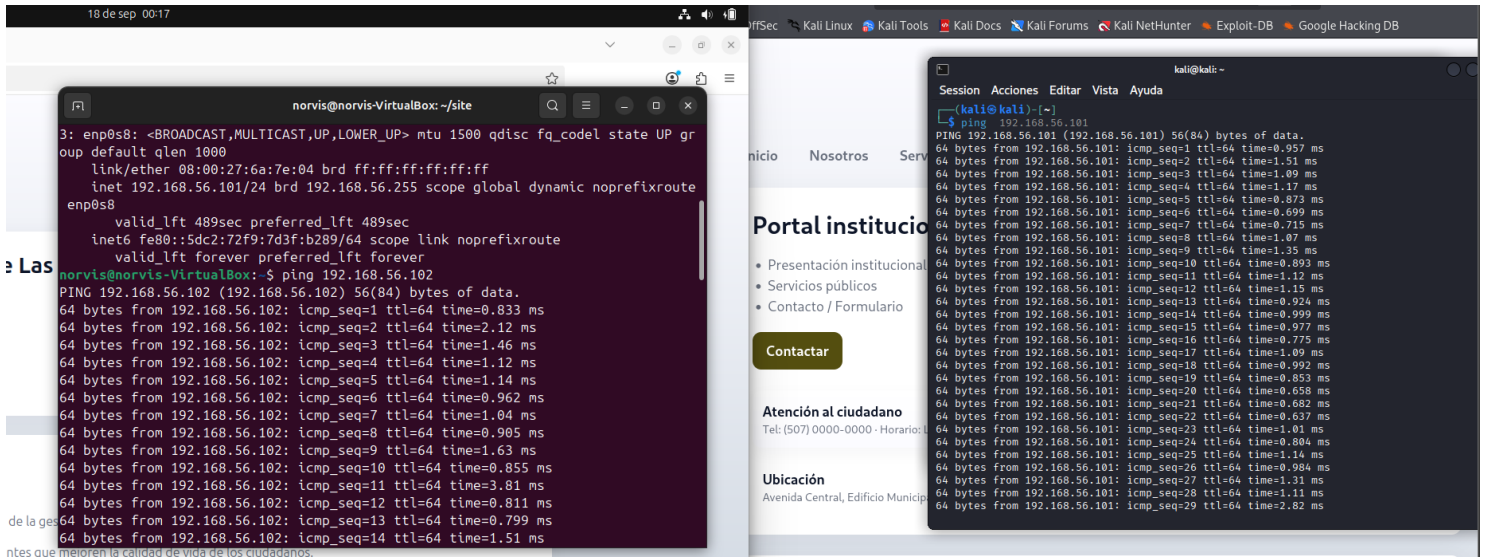 18 de sep 00:17
norvis@norvis-VirtualBox: ~/site
3: enp0s8: <BROADCAST,MULTICAST,UP,LOWER_UP> mtu 1500 qdisc fq_codel state UP gr
oup default qlen 1000
link/ether 08:00:27:6a:7e:04 brd ff:ff:ff:ff:ff:ff
inet 192.168.56.101/24 brd 192.168.56.255 scope global dynamic noprefixroute
enp0s8
valid_lft 489sec preferred_lft 489sec
inet6 fe80::5dc2:72f9:7d3f:b289/64 scope link noprefixroute
valid_lft forever preferred_lft forever
norvis@norvis-VirtualBox:~$ ping 192.168.56.102
PING 192.168.56.102 (192.168.56.102) 56(84) bytes of data.
64 bytes from 192.168.56.102: icmp_seq=1 ttl=64 time=0.833 ms
64 bytes from 192.168.56.102: icmp_seq=2 ttl=64 time=2.12 ms
64 bytes from 192.168.56.102: icmp_seq=3 ttl=64 time=1.46 ms
64 bytes from 192.168.56.102: icmp_seq=4 ttl=64 time=1.12 ms
64 bytes from 192.168.56.102: icmp_seq=5 ttl=64 time=1.14 ms
64 bytes from 192.168.56.102: icmp_seq=6 ttl=64 time=0.962 ms
64 bytes from 192.168.56.102: icmp_seq=7 ttl=64 time=1.04 ms
64 bytes from 192.168.56.102: icmp_seq=8 ttl=64 time=0.905 ms
64 bytes from 192.168.56.102: icmp_seq=9 ttl=64 time=1.63 ms
64 bytes from 192.168.56.102: icmp_seq=10 ttl=64 time=0.855 ms
64 bytes from 192.168.56.102: icmp_seq=11 ttl=64 time=3.81 ms
64 bytes from 192.168.56.102: icmp_seq=12 ttl=64 time=0.811 ms
64 bytes from 192.168.56.102: icmp_seq=13 ttl=64 time=0.799 ms
64 bytes from 192.168.56.102: icmp_seq=14 ttl=64 time=1.51 ms
e Las
de la ges
ntes que mejoren la calidad de vida de los ciudadanos.
OffSec Kali Linux Kali Tools Kali Docs Kali Forums Kali NetHunter Exploit-DB Google Hacking DB
nicio Nosotros Serv
Portal institucio
• Presentación institucional
• Servicios públicos
• Contacto / Formulario
Contactar
Atención al ciudadano
Tel: (507) 0000-0000 · Horario: L
Ubicación
Avenida Central, Edificio Municip
kali@kali: ~
Session Acciones Editar Vista Ayuda
(kali㉿kali)-[~]
$ ping 192.168.56.101
PING 192.168.56.101 (192.168.56.101) 56(84) bytes of data.
64 bytes from 192.168.56.101: icmp_seq=1 ttl=64 time=0.957 ms
64 bytes from 192.168.56.101: icmp_seq=2 ttl=64 time=1.51 ms
64 bytes from 192.168.56.101: icmp_seq=3 ttl=64 time=1.09 ms
64 bytes from 192.168.56.101: icmp_seq=4 ttl=64 time=1.17 ms
64 bytes from 192.168.56.101: icmp_seq=5 ttl=64 time=0.873 ms
64 bytes from 192.168.56.101: icmp_seq=6 ttl=64 time=0.699 ms
64 bytes from 192.168.56.101: icmp_seq=7 ttl=64 time=0.715 ms
64 bytes from 192.168.56.101: icmp_seq=8 ttl=64 time=1.07 ms
64 bytes from 192.168.56.101: icmp_seq=9 ttl=64 time=1.35 ms
64 bytes from 192.168.56.101: icmp_seq=10 ttl=64 time=0.893 ms
64 bytes from 192.168.56.101: icmp_seq=11 ttl=64 time=1.12 ms
64 bytes from 192.168.56.101: icmp_seq=12 ttl=64 time=1.15 ms
64 bytes from 192.168.56.101: icmp_seq=13 ttl=64 time=0.924 ms
64 bytes from 192.168.56.101: icmp_seq=14 ttl=64 time=0.999 ms
64 bytes from 192.168.56.101: icmp_seq=15 ttl=64 time=0.977 ms
64 bytes from 192.168.56.101: icmp_seq=16 ttl=64 time=0.775 ms
64 bytes from 192.168.56.101: icmp_seq=17 ttl=64 time=1.09 ms
64 bytes from 192.168.56.101: icmp_seq=18 ttl=64 time=0.992 ms
64 bytes from 192.168.56.101: icmp_seq=19 ttl=64 time=0.853 ms
64 bytes from 192.168.56.101: icmp_seq=20 ttl=64 time=0.658 ms
64 bytes from 192.168.56.101: icmp_seq=21 ttl=64 time=0.682 ms
64 bytes from 192.168.56.101: icmp_seq=22 ttl=64 time=0.637 ms
64 bytes from 192.168.56.101: icmp_seq=23 ttl=64 time=1.01 ms
64 bytes from 192.168.56.101: icmp_seq=24 ttl=64 time=0.804 ms
64 bytes from 192.168.56.101: icmp_seq=25 ttl=64 time=1.14 ms
64 bytes from 192.168.56.101: icmp_seq=26 ttl=64 time=0.984 ms
64 bytes from 192.168.56.101: icmp_seq=27 ttl=64 time=1.31 ms
64 bytes from 192.168.56.101: icmp_seq=28 ttl=64 time=1.11 ms
64 bytes from 192.168.56.101: icmp_seq=29 ttl=64 time=2.82 ms